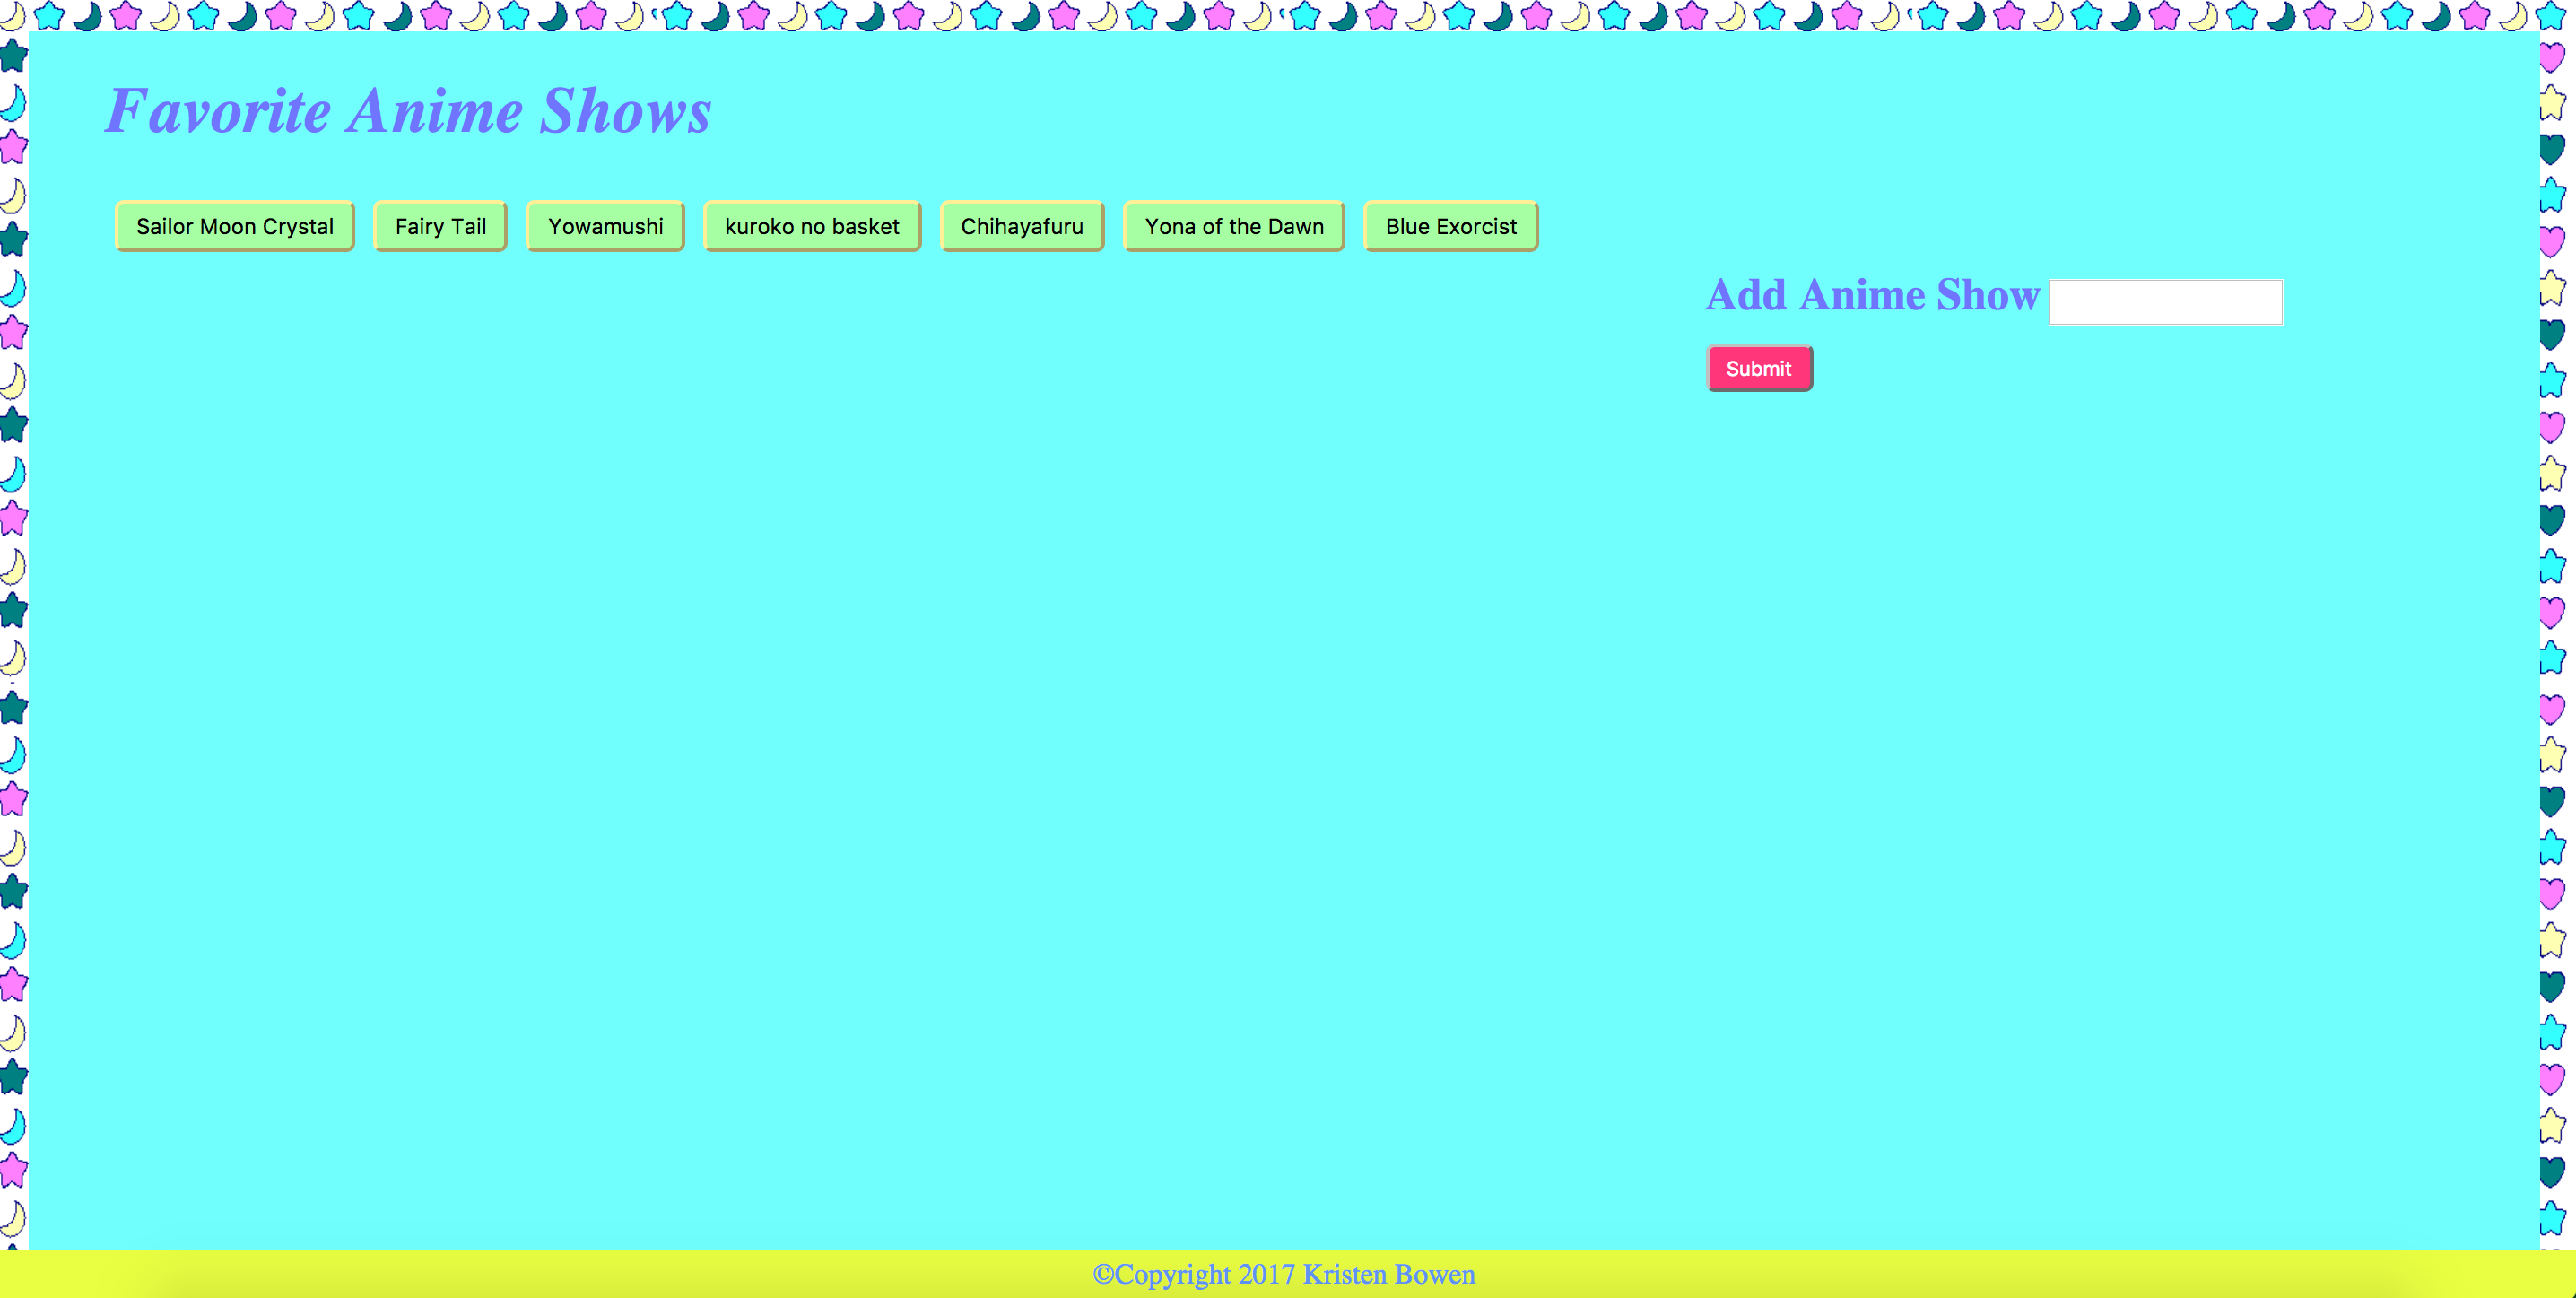 Favorite Anime Shows
Sailor Moon Crystal Fairy Tail Yowamushi kuroko no basket Chihayafuru Yona of the Dawn Blue Exorcist
Add Anime Show
Submit
©Copyright 2017 Kristen Bowen